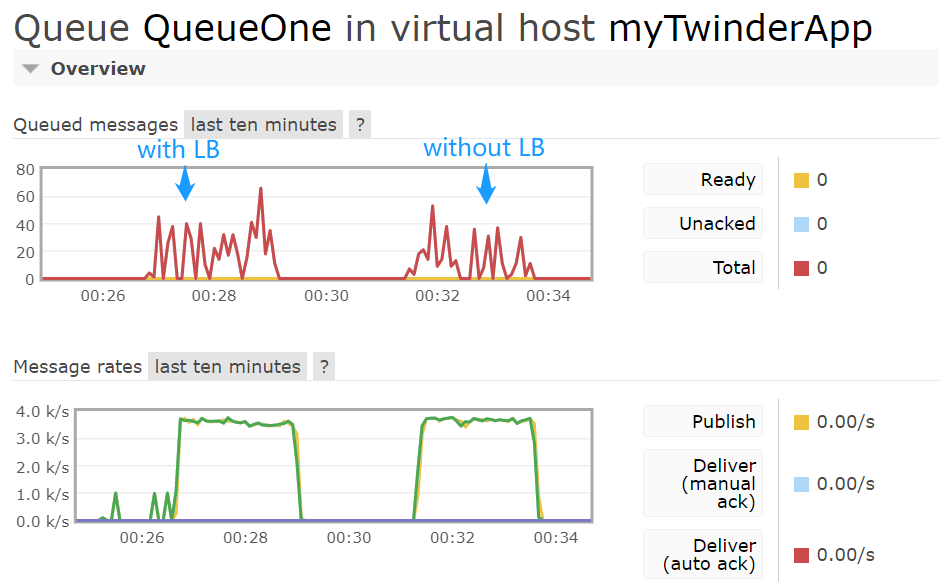 Queue QueueOne in virtual host myTwinderApp
Overview
Queued messages last ten minutes ?
with LB
without LB
80
60
40
20
0
00:26 00:28 00:30 00:32 00:34
Ready 0
Unacked 0
Total 0
Message rates last ten minutes ?
4.0 k/s
3.0 k/s
2.0 k/s
1.0 k/s
0.0 k/s
00:26 00:28 00:30 00:32 00:34
Publish 0.00/s
Deliver
(manual 0.00/s
ack)
Deliver
(auto ack) 0.00/s